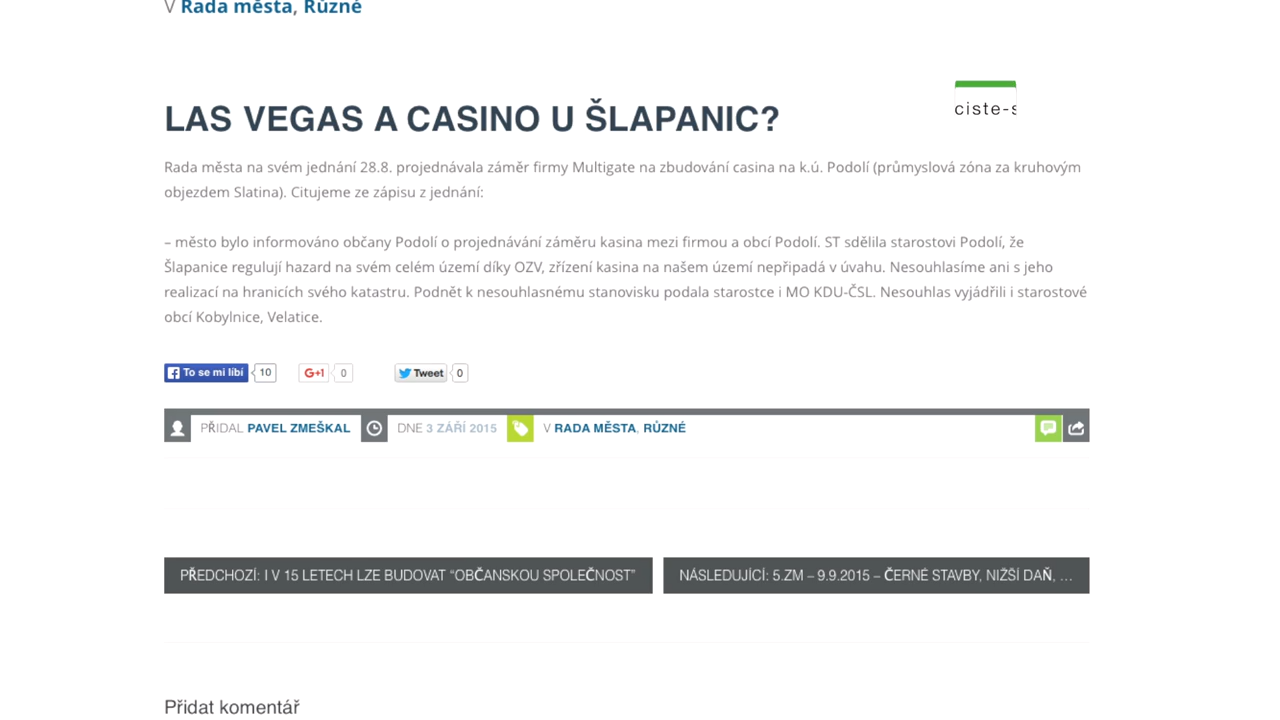 V Rada města, Různé
ciste-s
LAS VEGAS A CASINO U ŠLAPANIC?
Rada města na svém jednání 28.8. projednávala záměr firmy Multigate na zbudování casina na k.ú. Podolí (průmyslová zóna za kruhovým
objezdem Slatina). Citujeme ze zápisu z jednání:
– město bylo informováno občany Podolí o projednávání záměru kasina mezi firmou a obcí Podolí. ST sdělila starostovi Podolí, že
Šlapanice regulují hazard na svém celém území díky OZV, zřízení kasina na našem území nepřipadá v úvahu. Nesouhlasíme ani s jeho
realizací na hranicích svého katastru. Podnět k nesouhlasnému stanovisku podala starostce i MO KDU-ČSL. Nesouhlas vyjádřili i starostové
obcí Kobylnice, Velatice.
To se mi líbí 10 G+1 0 Tweet 0
PŘIDAL PAVEL ZMEŠKAL DNE 3 ZÁŘÍ 2015 V RADA MĚSTA, RŮZNÉ
PŘEDCHOZÍ: I V 15 LETECH LZE BUDOVAT “OBČANSKOU SPOLEČNOST” NÁSLEDUJÍCÍ: 5.ZM – 9.9.2015 – ČERNÉ STAVBY, NIŽŠÍ DAŇ, …
Přidat komentář